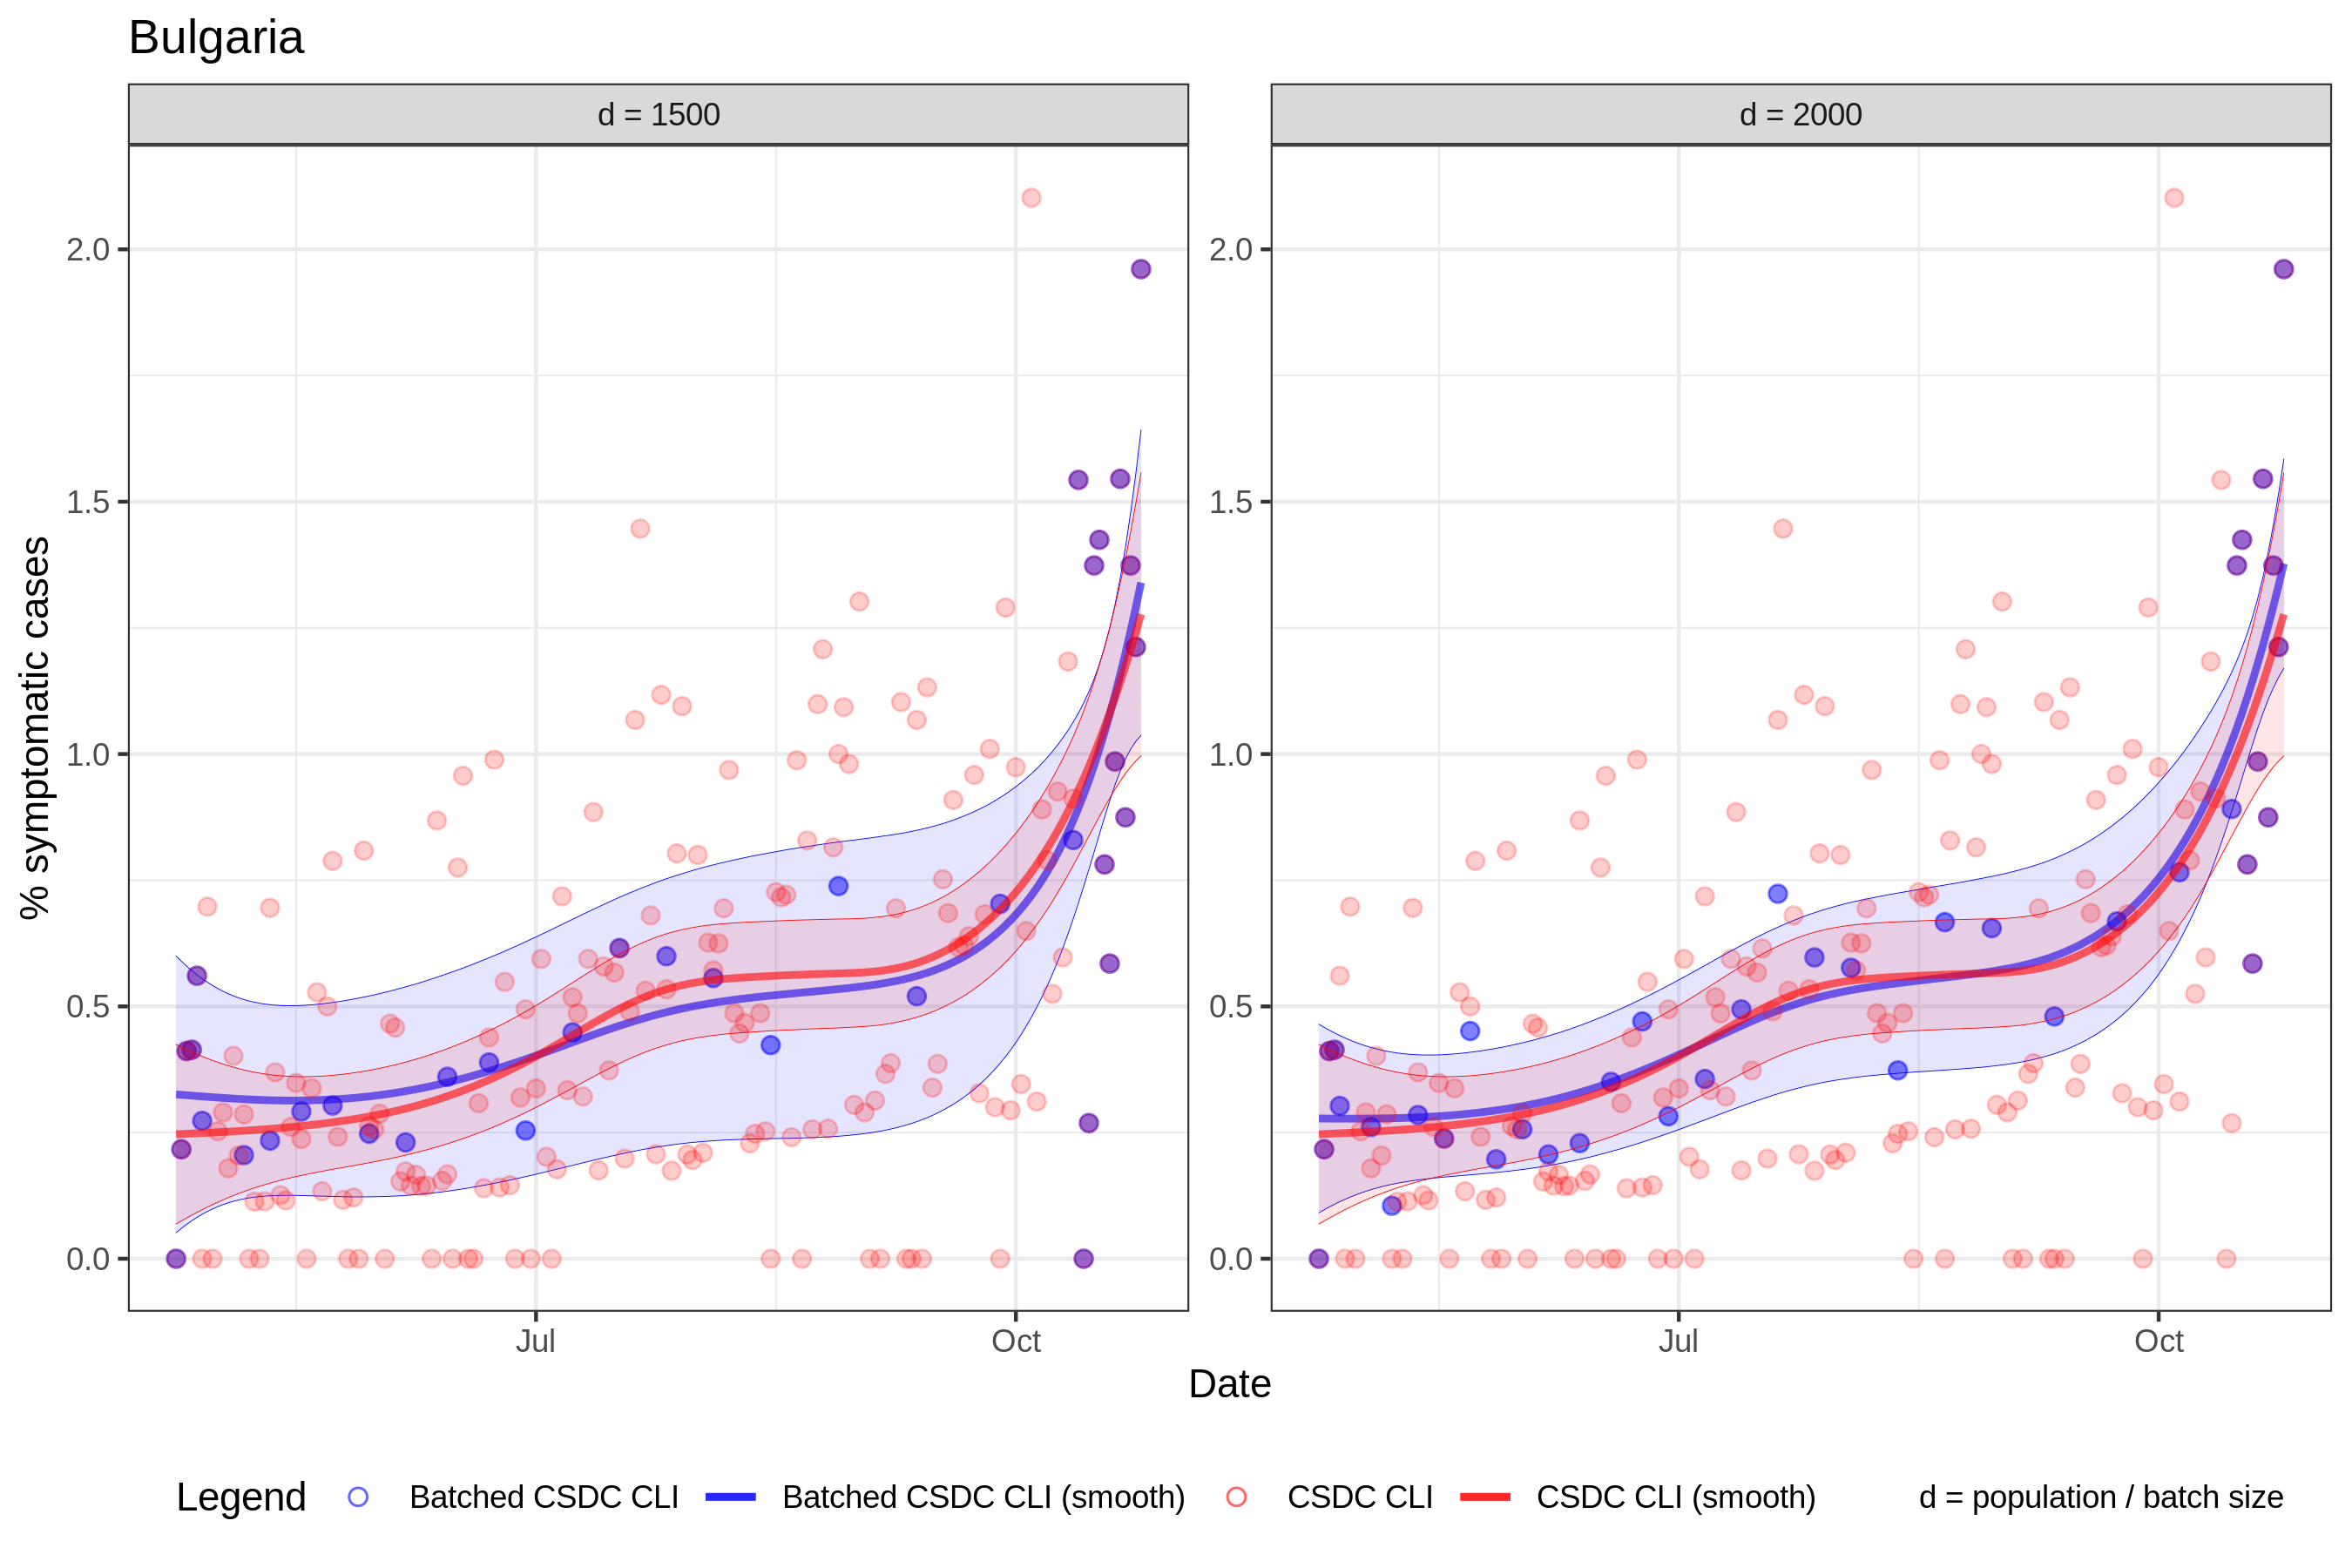 Bulgaria
d = 1500
d = 2000
% symptomatic cases
2.0
1.5
1.0
0.5
0.0
2.0
1.5
1.0
0.5
0.0
Jul
Oct
Jul
Oct
Date
Legend
Batched CSDC CLI
Batched CSDC CLI (smooth)
CSDC CLI
CSDC CLI (smooth)
d = population / batch size